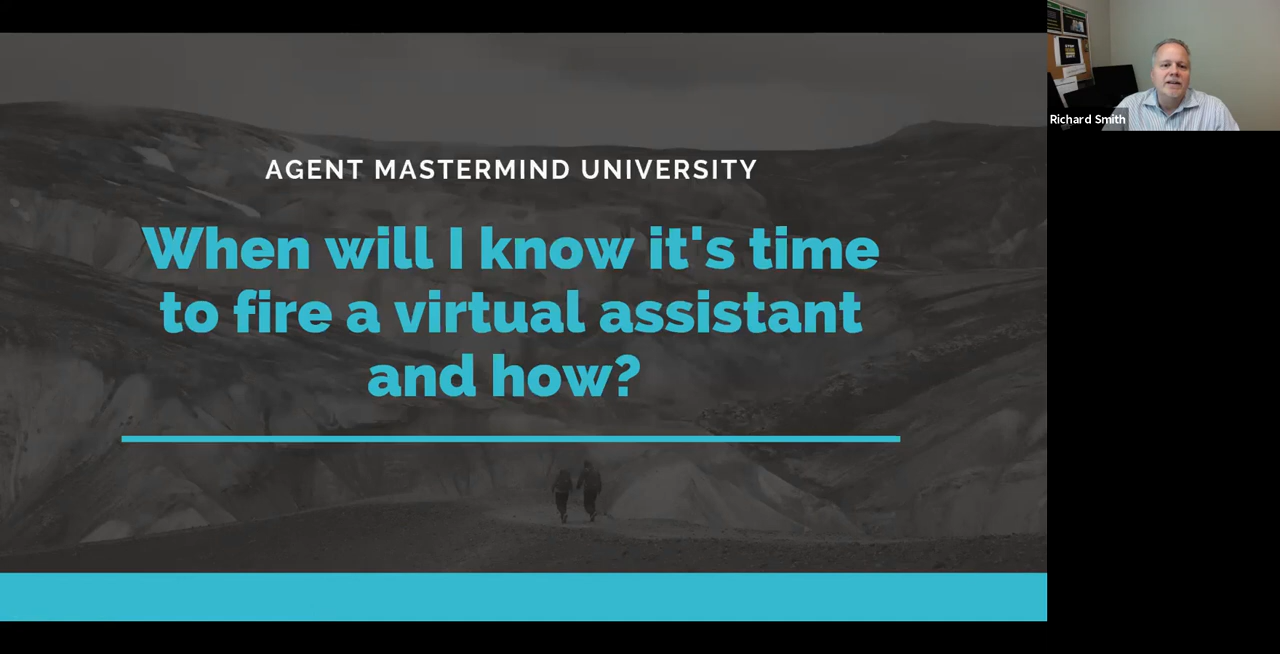 AGENT MASTERMIND UNIVERSITY
When will I know it's time
to fire a virtual assistant
and how?
Richard Smith